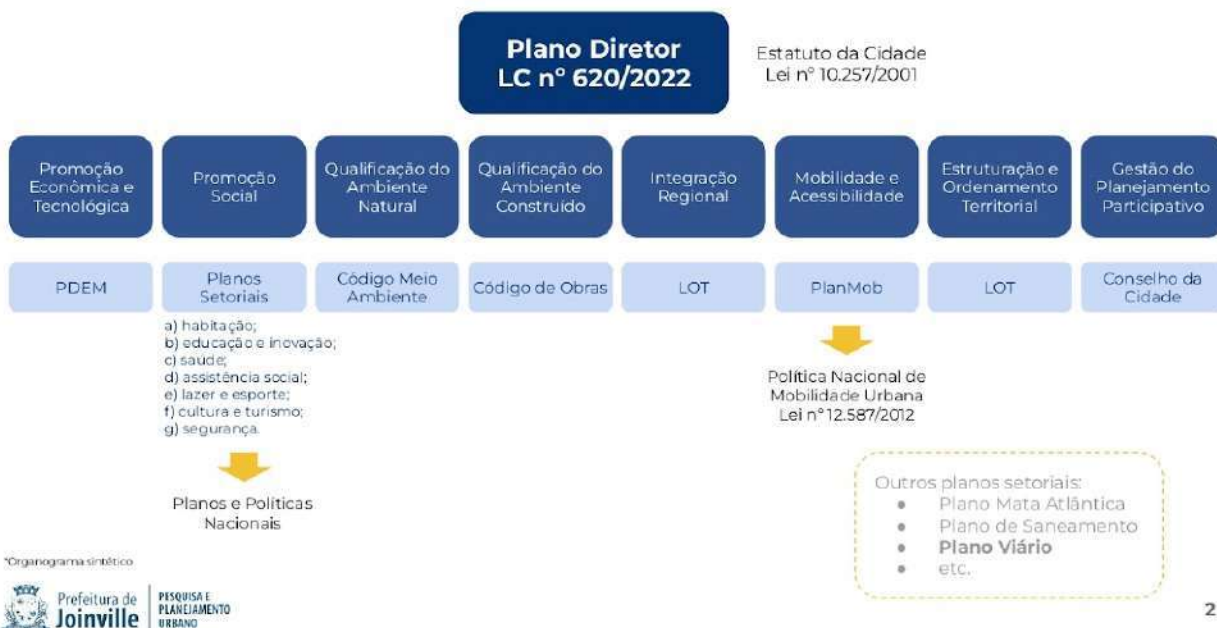 Plano Diretor
LC nº 620/2022
Estatuto da Cidade
Lei nº 10.257/2001
Promoção
Econômica e
Tecnológica
Promoção
Social
Qualificação do
Ambiente
Natural
Qualificação do
Ambiente
Construído
Integração
Regional
Mobilidade e
Acessibilidade
Estruturação e
Ordenamento
Territorial
Gestão do
Planejamento
Participativo
PDEM
Planos
Setoriais
Código Meio
Ambiente
Código de Obras
LOT
PlanMob
LOT
Conselho da
Cidade
a) habitação;
b) educação e inovação;
c) saúde;
d) assistência social;
e) lazer e esporte;
f) cultura e turismo;
g) segurança.
Planos e Políticas
Nacionais
Política Nacional de
Mobilidade Urbana
Lei nº 12.587/2012
Outros planos setoriais:
● Plano Mata Atlântica
● Plano de Saneamento
● Plano Viário
● etc.
*Organograma sintético
Prefeitura de
Joinville
PESQUISA E
PLANEJAMENTO
URBANO
2